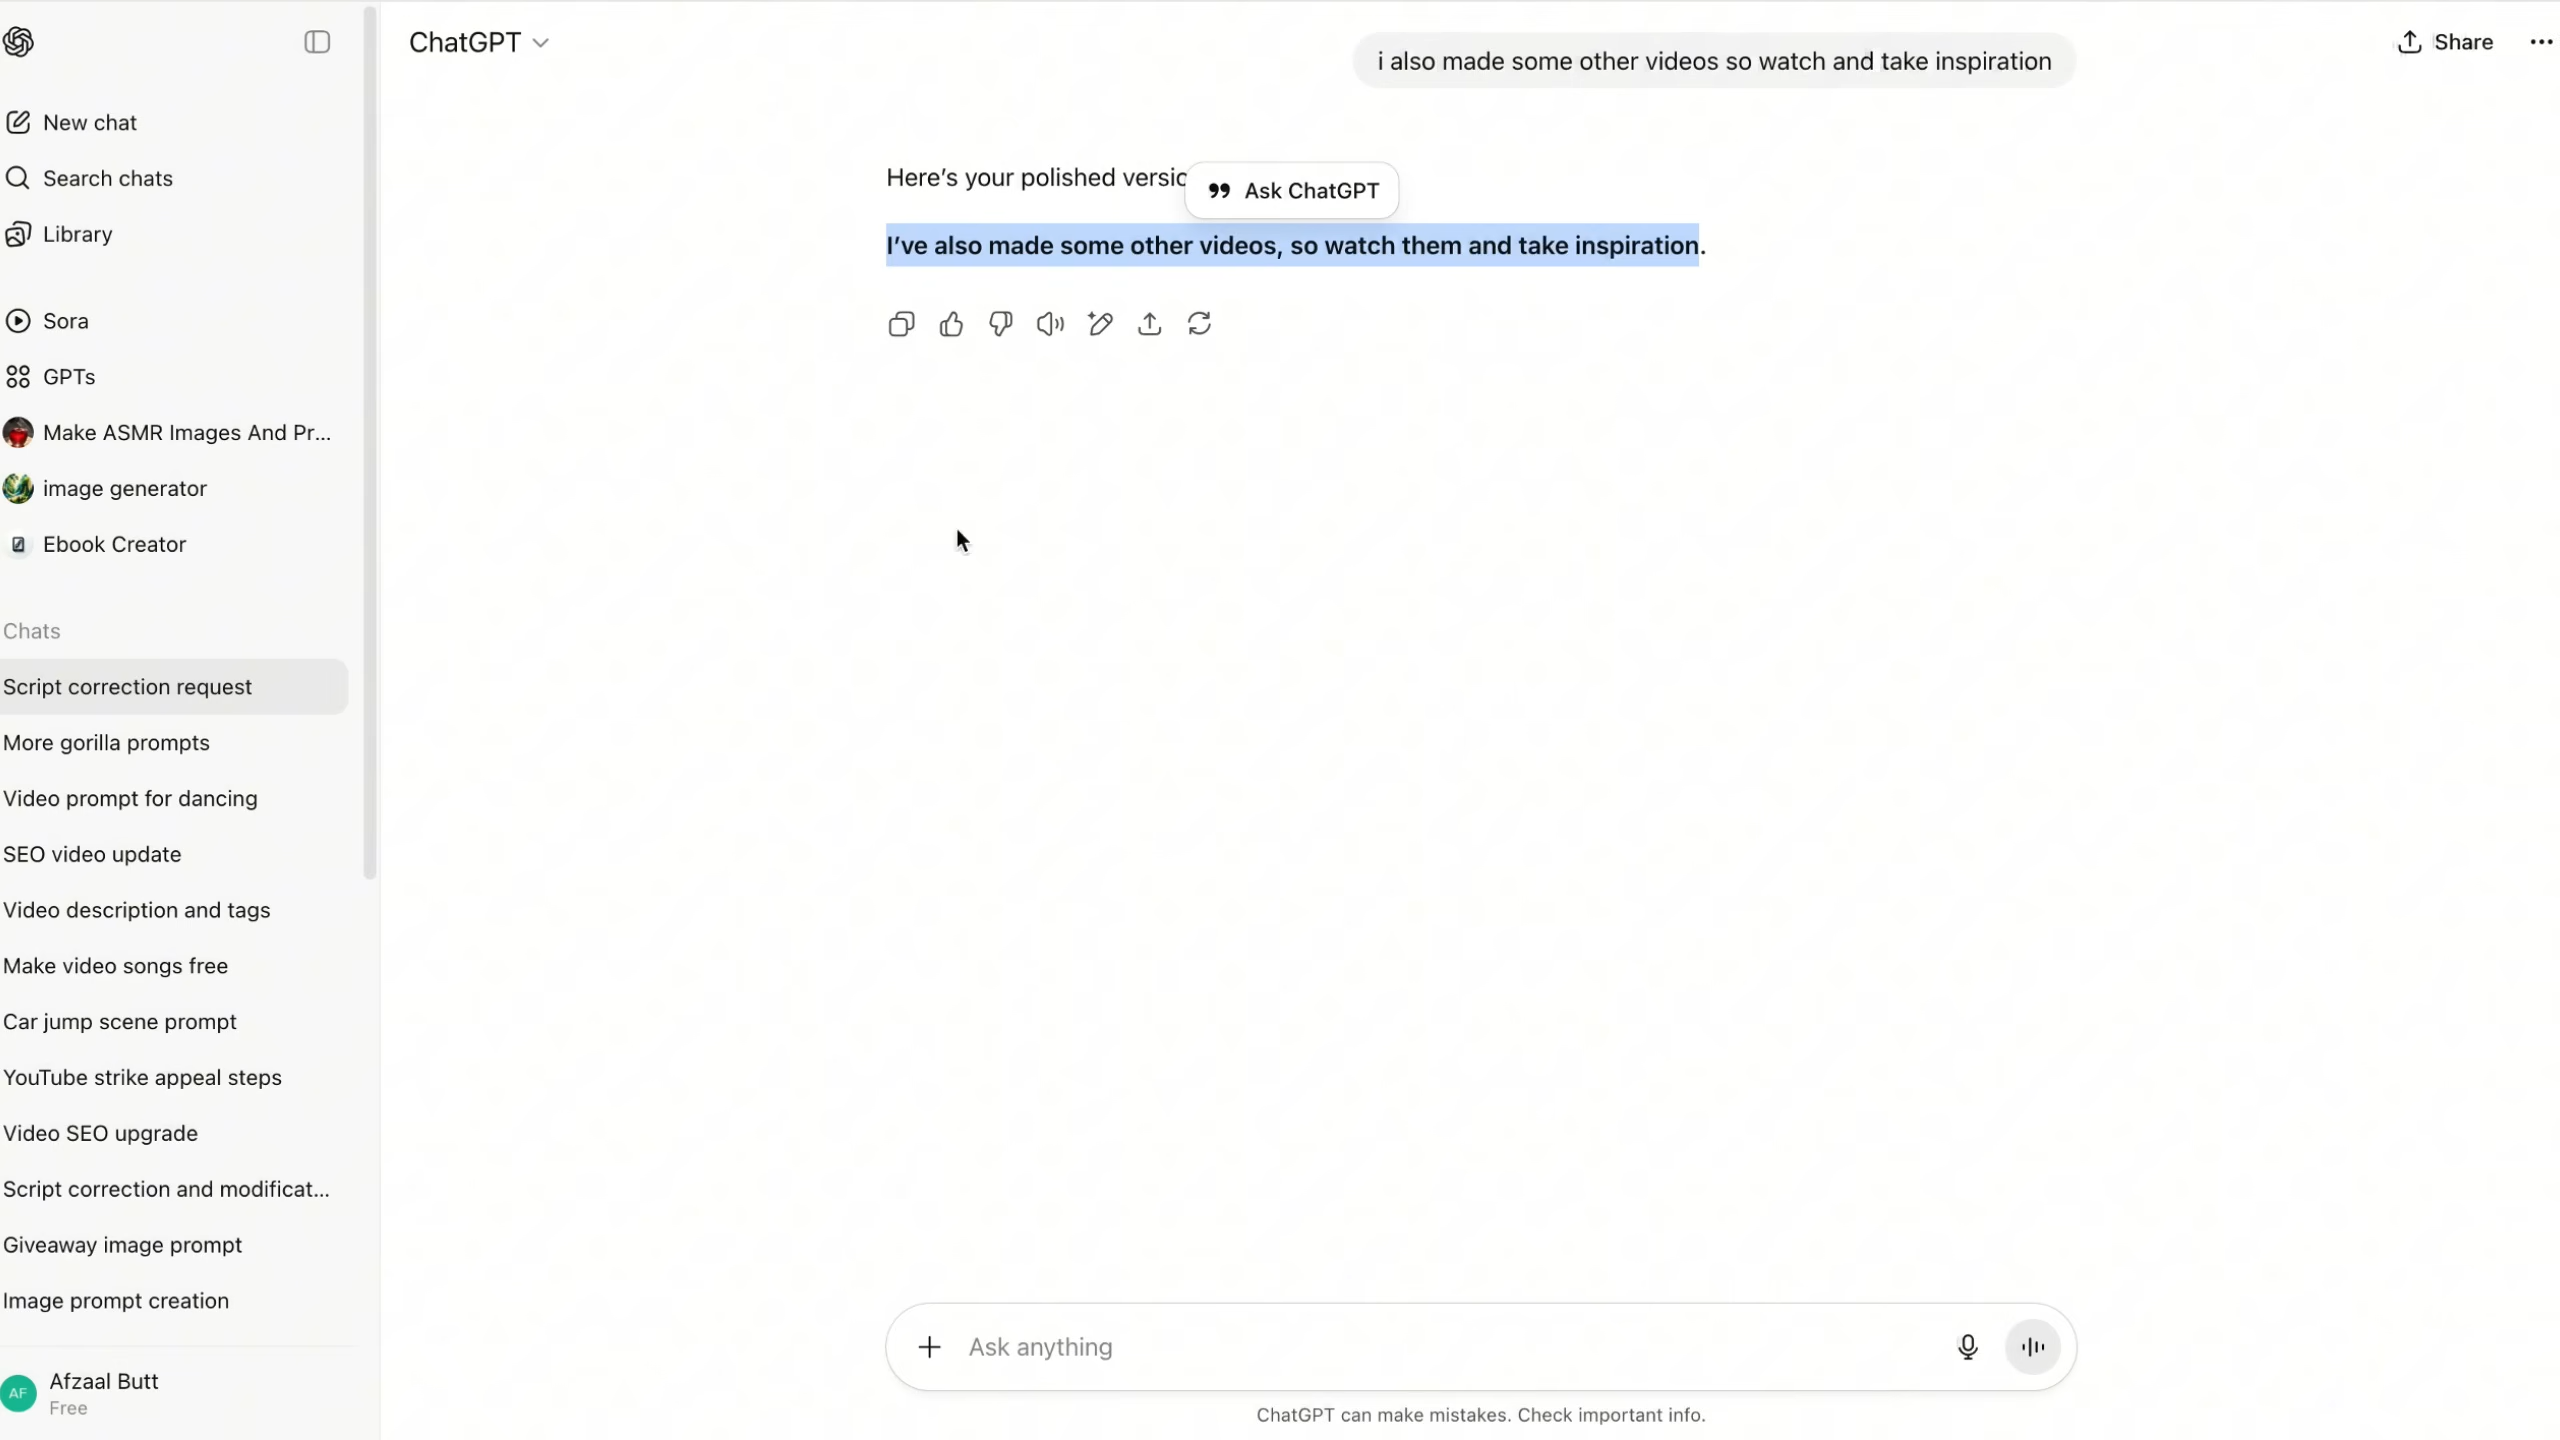 ChatGPT
i also made some other videos so watch and take inspiration
Share
New chat
Search chats
Library
Sora
GPTs
Make ASMR Images And Pr...
image generator
Ebook Creator
Chats
Script correction request
More gorilla prompts
Video prompt for dancing
SEO video update
Video description and tags
Make video songs free
Car jump scene prompt
YouTube strike appeal steps
Video SEO upgrade
Script correction and modificat...
Giveaway image prompt
Image prompt creation
AF
Afzaal Butt
Free
Here's your polished
Ask ChatGPT
I've also made some other videos, so watch them and take inspiration.
Ask anything
ChatGPT can make mistakes. Check important info.